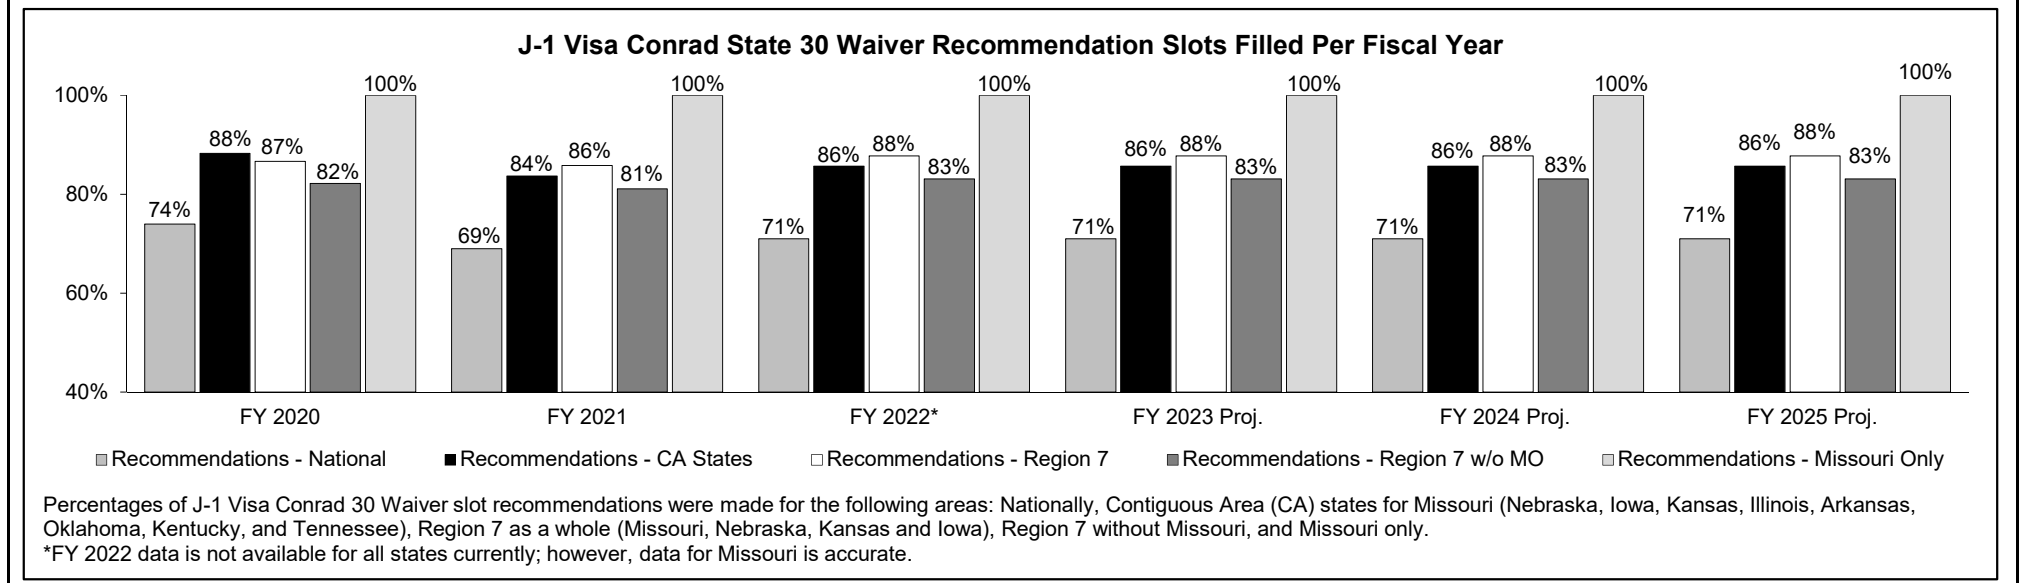 J-1 Visa Conrad State 30 Waiver Recommendation Slots Filled Per Fiscal Year
100%
80%
60%
40%
74%
88%
87%
82%
100%
69%
84%
86%
81%
100%
71%
86%
88%
83%
100%
71%
86%
88%
83%
100%
71%
86%
88%
83%
100%
71%
86%
88%
83%
100%
FY 2020
FY 2021
FY 2022*
FY 2023 Proj.
FY 2024 Proj.
FY 2025 Proj.
Recommendations - National
Recommendations - CA States
Recommendations - Region 7
Recommendations - Region 7 w/o MO
Recommendations - Missouri Only
Percentages of J-1 Visa Conrad 30 Waiver slot recommendations were made for the following areas: Nationally, Contiguous Area (CA) states for Missouri (Nebraska, Iowa, Kansas, Illinois, Arkansas,
Oklahoma, Kentucky, and Tennessee), Region 7 as a whole (Missouri, Nebraska, Kansas and Iowa), Region 7 without Missouri, and Missouri only.
*FY 2022 data is not available for all states currently; however, data for Missouri is accurate.